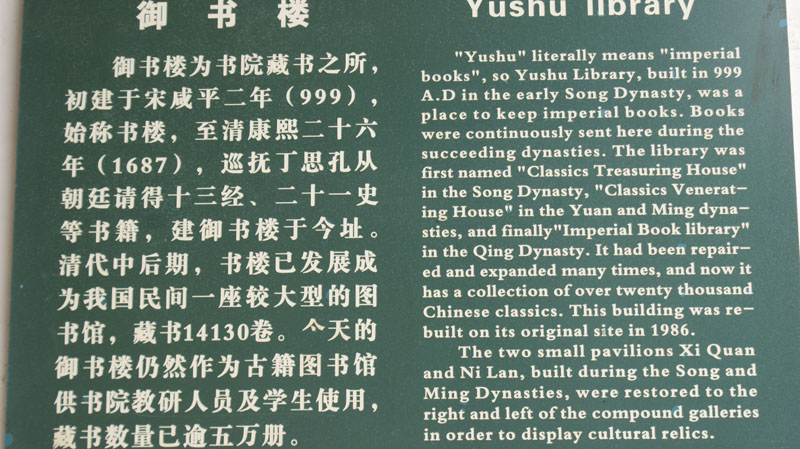 御书楼
御书楼为书院藏书之所，
初建于宋咸平二年（999），
始称书楼，至清康熙二十六
年（1687），巡抚丁思孔从
朝廷请得十三经、二十一史
等书籍，建御书楼于今址。
清代中后期，书楼已发展成
为我国民间一座较大型的图
书馆，藏书14130卷。今天的
御书楼仍然作为古籍图书馆
供书院教研人员及学生使用，
藏书数量已逾五万册。
Yushu library
"Yushu" literally means "imperial
books", so Yushu Library, built in 999
A.D in the early Song Dynasty, was a
place to keep imperial books. Books
were continuously sent here during the
succeeding dynasties. The library was
first named "Classics Treasuring House"
in the Song Dynasty, "Classics Venerat-
ing House" in the Yuan and Ming dyna-
sties, and finally"Imperial Book library"
in the Qing Dynasty. It had been repair-
ed and expanded many times, and now it
has a collection of over twenty thousand
Chinese classics. This building was re-
built on its original site in 1986.
The two small pavilions Xi Quan
and Ni Lan, built during the Song and
Ming Dynasties, were restored to the
right and left of the compound galleries
in order to display cultural relics.